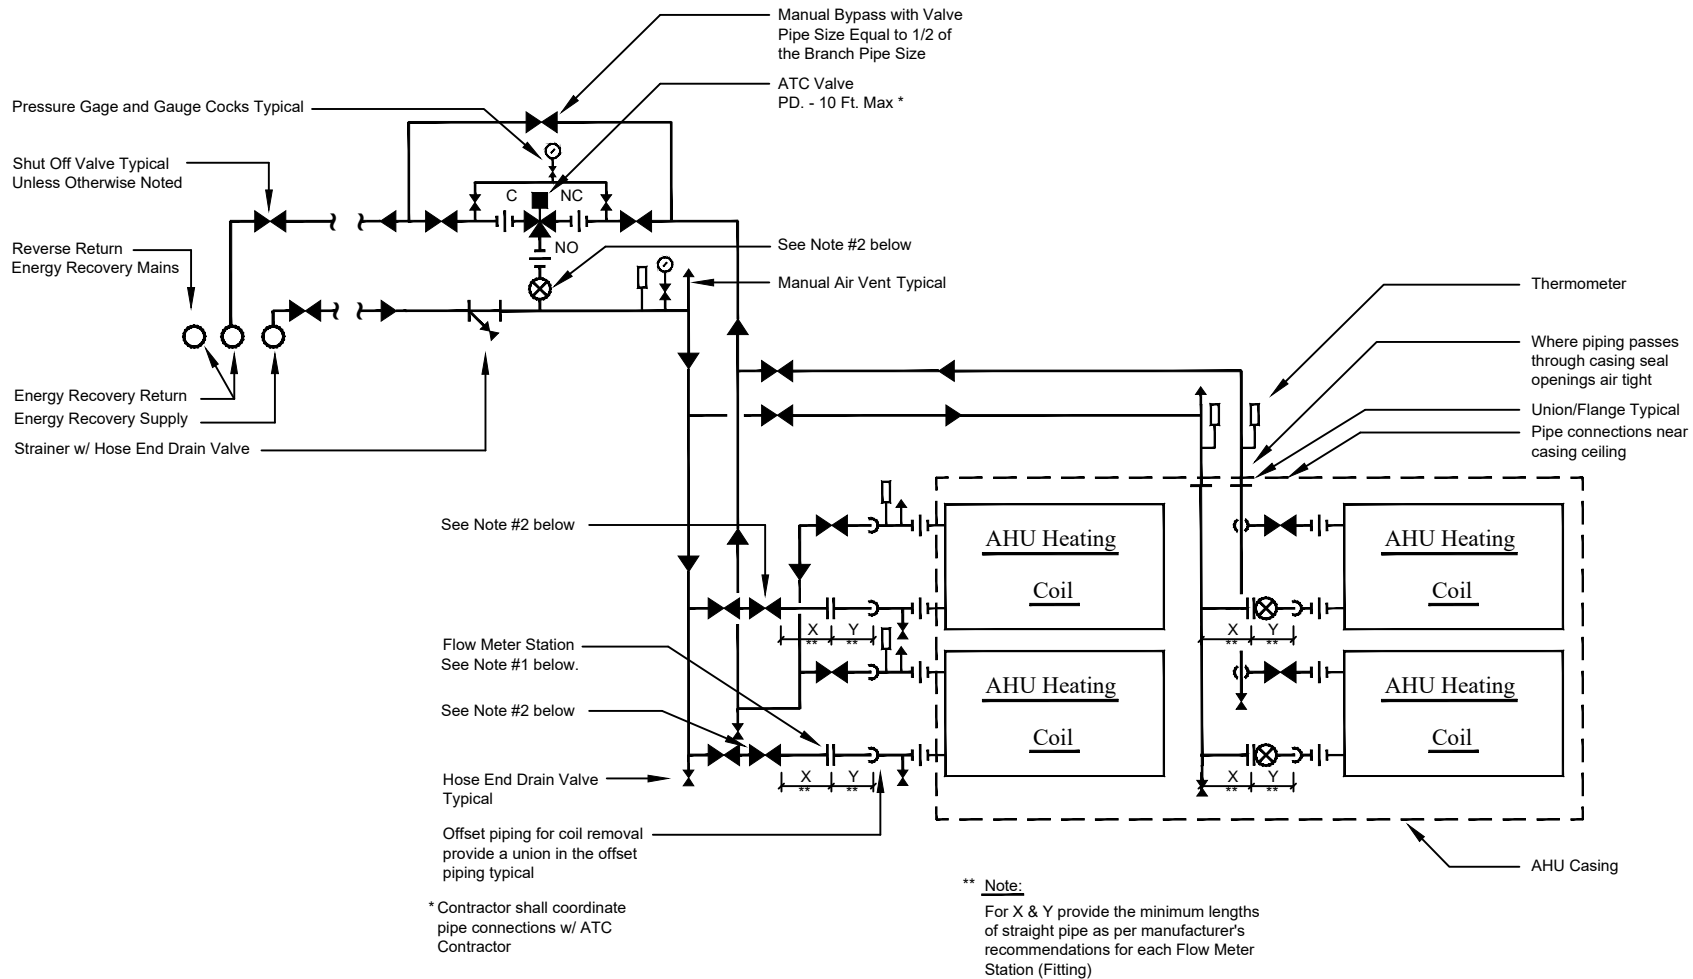 Manual Bypass with Valve
Pipe Size Equal to 1/2 of
the Branch Pipe Size
ATC Valve
PD. - 10 Ft. Max *
Pressure Gage and Gauge Cocks Typical
Shut Off Valve Typical
Unless Otherwise Noted
C
NC
NO
Reverse Return
Energy Recovery Mains
See Note #2 below
Manual Air Vent Typical
Thermometer
Where piping passes
through casing seal
openings air tight
Union/Flange Typical
Pipe connections near
casing ceiling
Energy Recovery Return
Energy Recovery Supply
Strainer w/ Hose End Drain Valve
See Note #2 below
AHU Heating
Coil
AHU Heating
Coil
X
**
Y
**
X
**
Y
**
Flow Meter Station
See Note #1 below.
See Note #2 below
AHU Heating
Coil
AHU Heating
Coil
Hose End Drain Valve
Typical
X
**
Y
**
X
**
Y
**
Offset piping for coil removal
provide a union in the offset
piping typical
AHU Casing
* Contractor shall coordinate
pipe connections w/ ATC
Contractor
** Note:
For X & Y provide the minimum lengths
of straight pipe as per manufacturer's
recommendations for each Flow Meter
Station (Fitting)